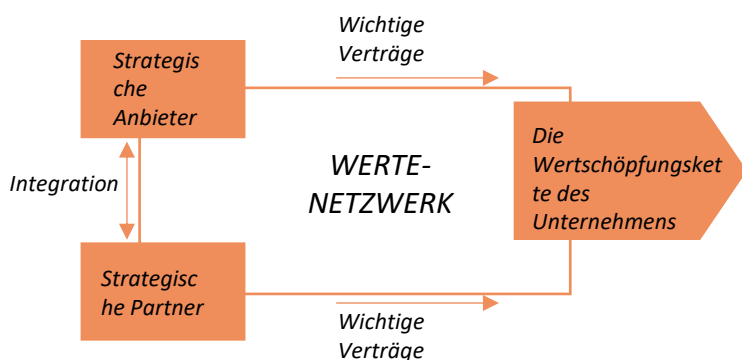 Wichtige
Verträge
Strategis
che
Anbieter
Die
Wertschöpfungsket
te des
Unternehmens
WERTE-
NETZWERK
Integration
Strategisc
he Partner
Wichtige
Verträge